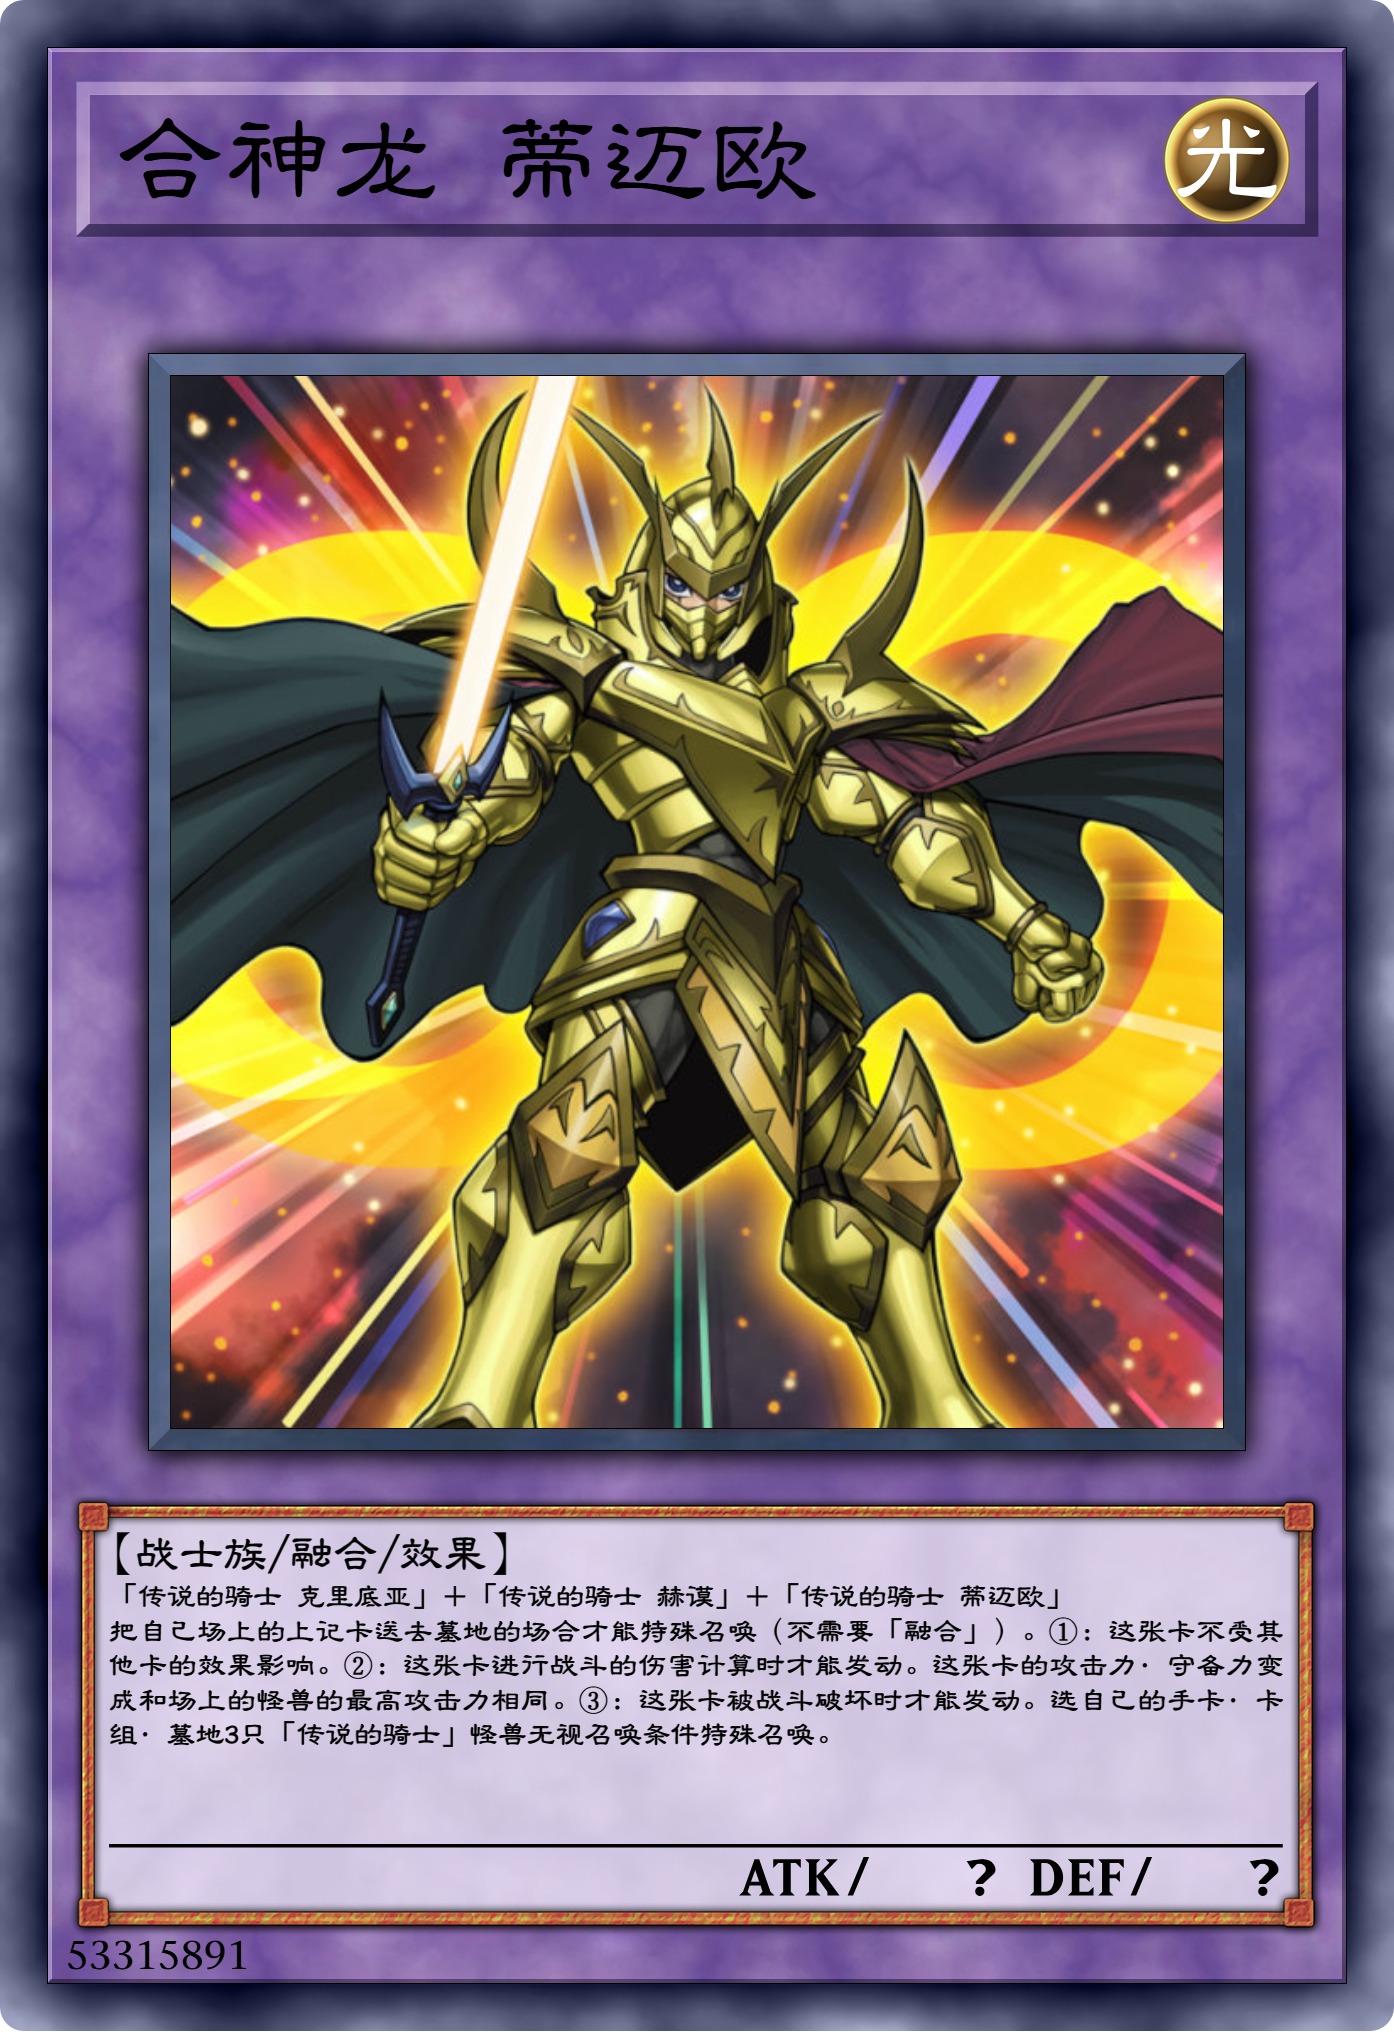 合神龙 蒂迈欧
光
【战士族/融合/效果】
「传说的骑士 克里底亚」＋「传说的骑士 赫谟」＋「传说的骑士 蒂迈欧」
把自己场上的上记卡送去墓地的场合才能特殊召唤（不需要「融合」）。①：这张卡不受其
他卡的效果影响。②：这张卡进行战斗的伤害计算时才能发动。这张卡的攻击力·守备力变
成和场上的怪兽的最高攻击力相同。③：这张卡被战斗破坏时才能发动。选自己的手卡·卡
组·墓地3只「传说的骑士」怪兽无视召唤条件特殊召唤。
ATK/ ? DEF/ ?
53315891